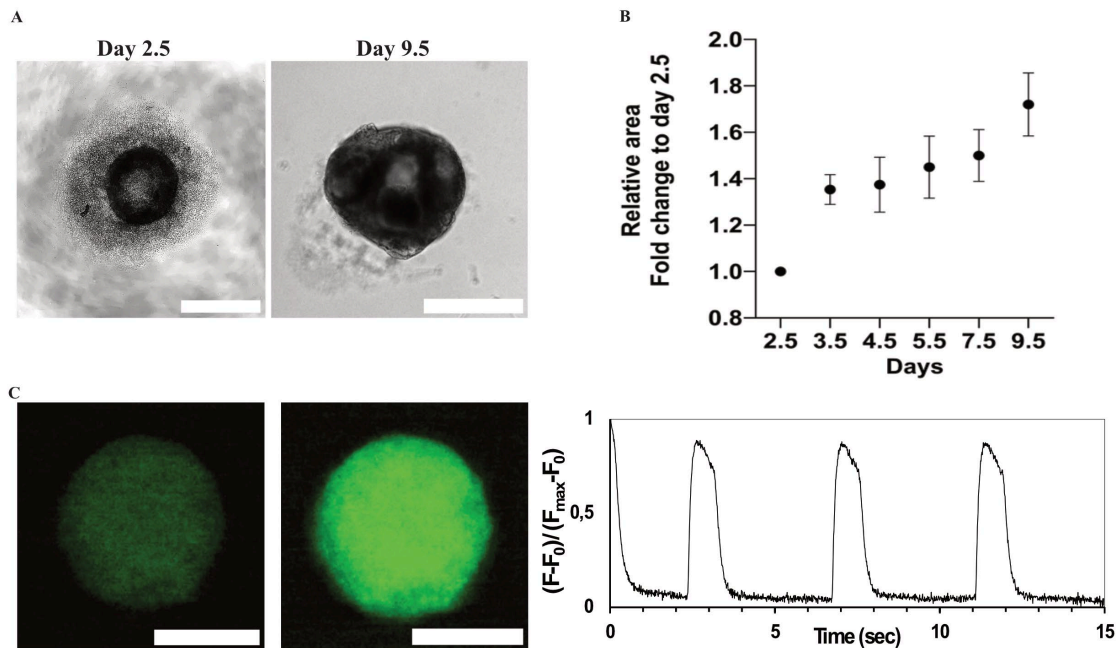 A
Day 2.5
Day 9.5
B
Relative area
Fold change to day 2.5
2.0
1.8
1.6
1.4
1.2
1.0
0.8
2.5 3.5 4.5 5.5 7.5 9.5
Days
C
(F-F0)/(Fmax-F0)
1
0,5
0
0 5 10 15
Time (sec)